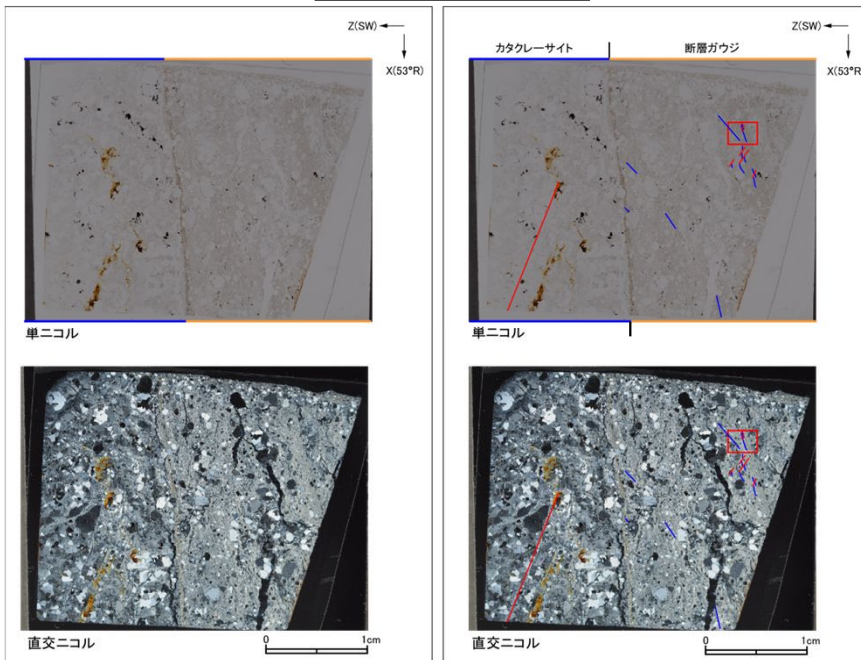 Z(SW)
X(53°R)
単ニコル
直交ニコル
0 1cm
Z(SW)
カタクレーサイト 断層ガウジ
X(53°R)
単ニコル
直交ニコル
0 1cm